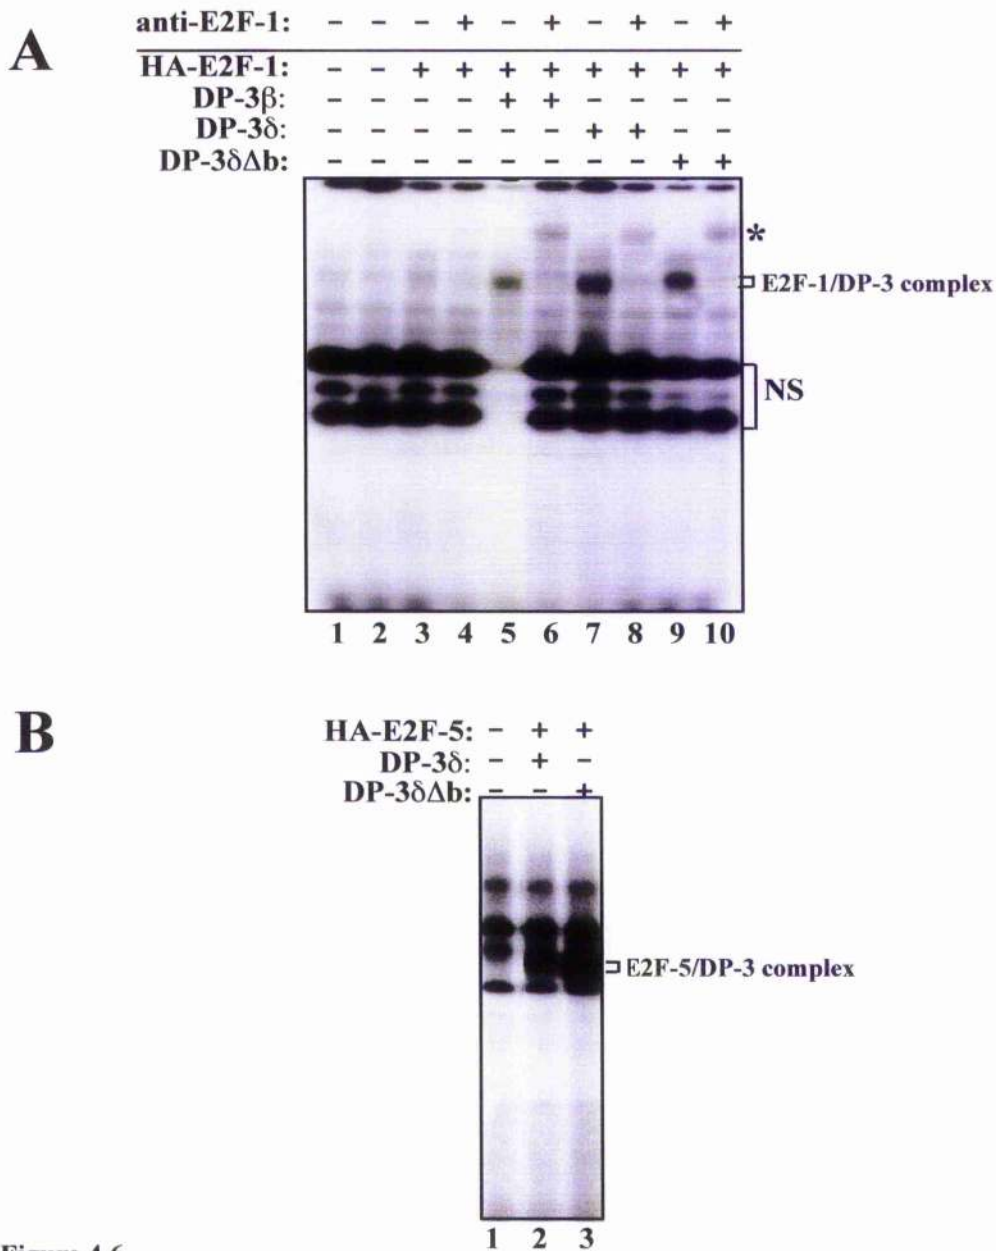 A
anti-E2F-1: - - - + - + - + - +
HA-E2F-1: - - + + + + + + + +
DP-3β: - - - - + + - - - -
DP-3δ: - - - - - - + + - -
DP-3δΔb: - - - - - - - - + +
*
E2F-1/DP-3 complex
NS
1 2 3 4 5 6 7 8 9 10
B
HA-E2F-5: - + +
DP-3δ: - + -
DP-3δΔb: - - +
E2F-5/DP-3 complex
1 2 3
Figure 4.6